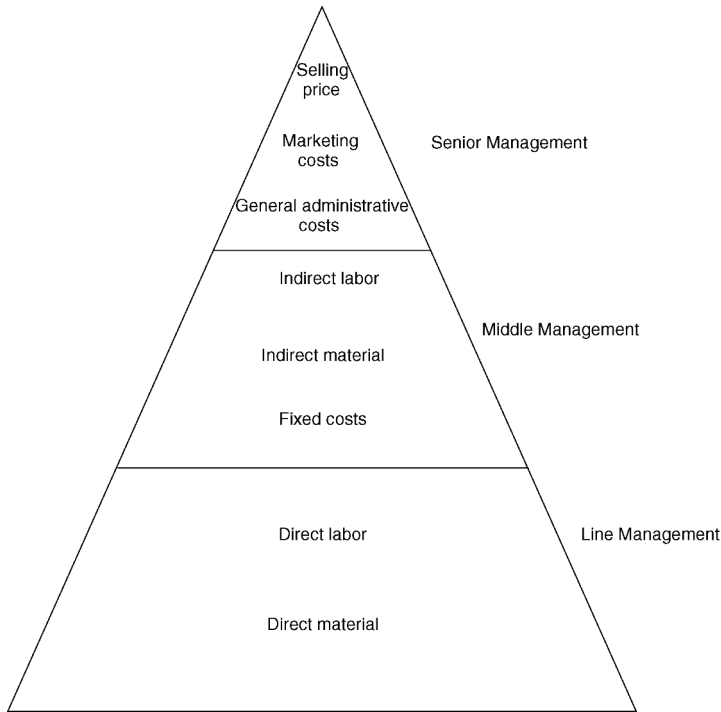 Selling
price
Marketing
costs
Senior Management
General administrative
costs
Indirect labor
Middle Management
Indirect material
Fixed costs
Direct labor
Line Management
Direct material